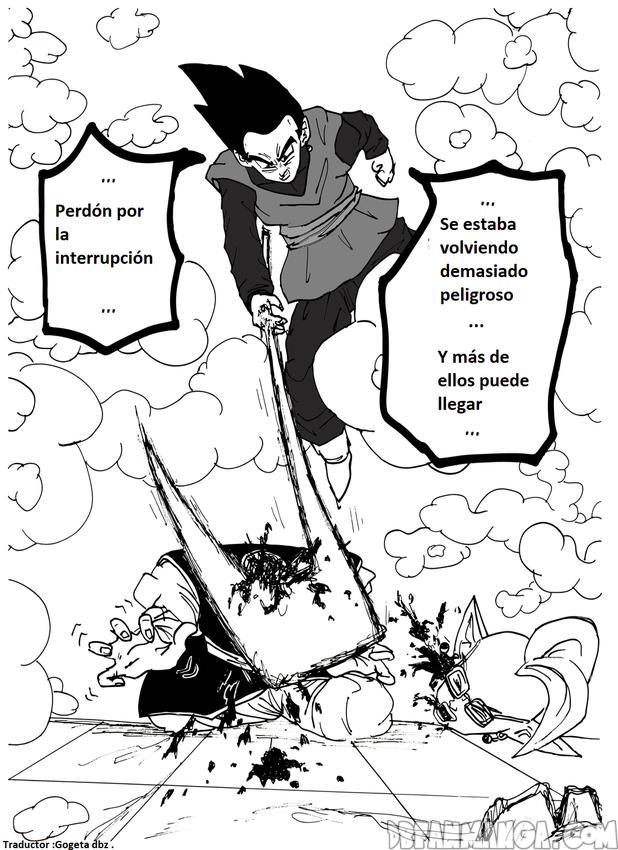 ...
Perdón por
la
interrupción
...
...
Se estaba
volviendo
demasiado
peligroso
...
Y más de
ellos puede
llegar
...
Traductor :Gogeta dbz .
DBFANMANGA.COM